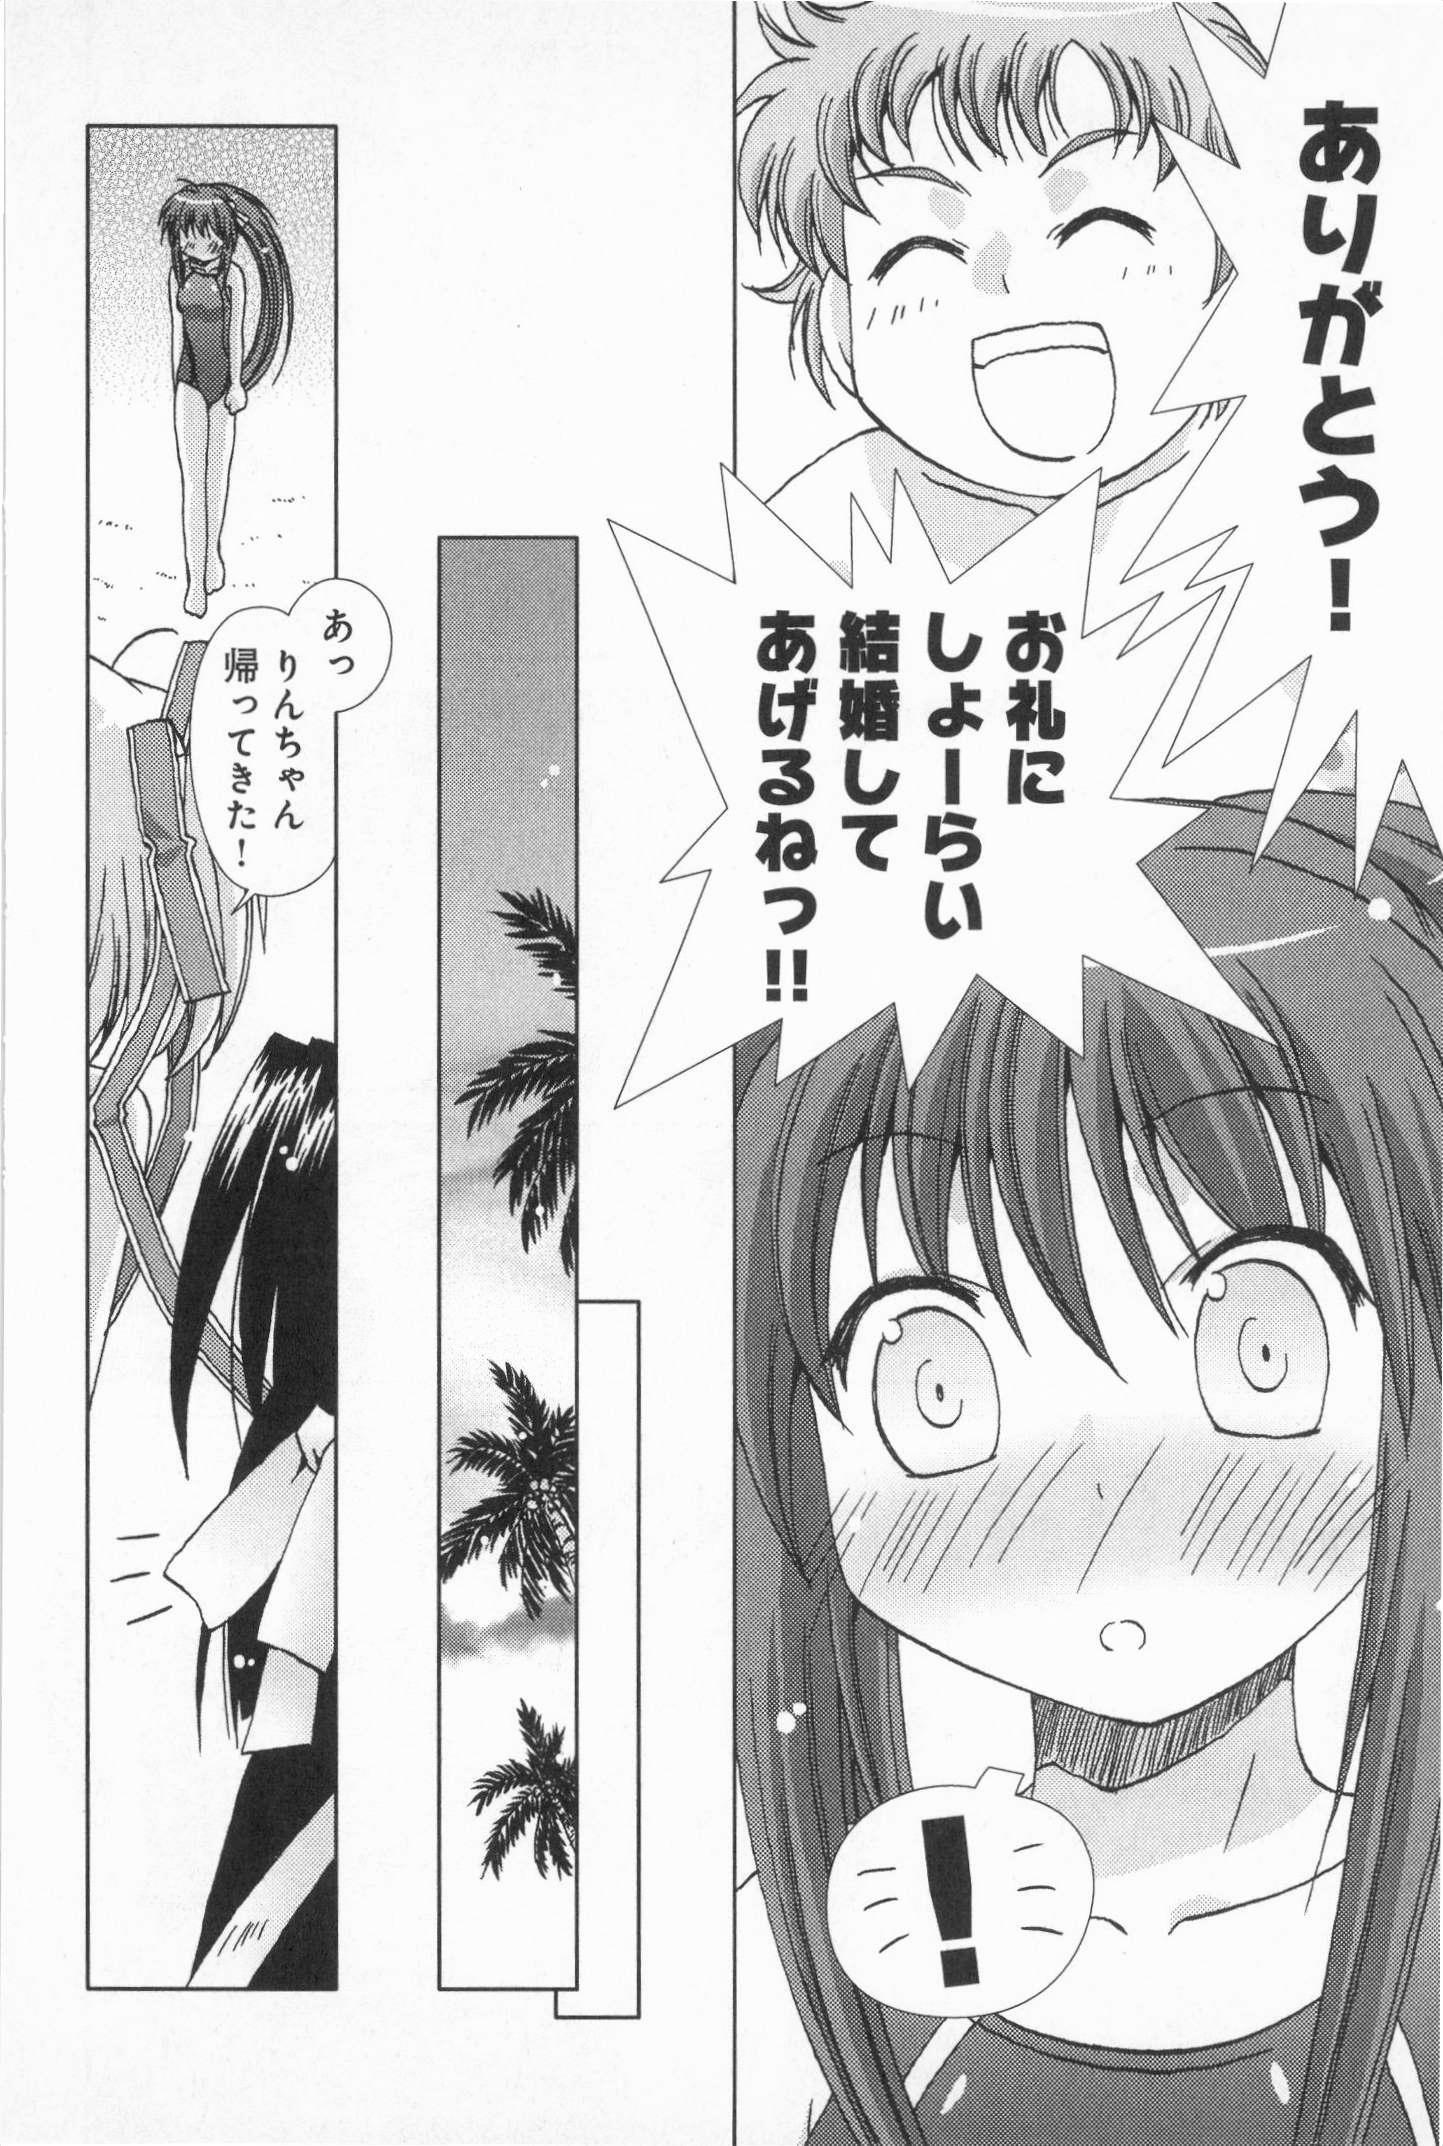 ありがとう！
お礼に
しょーらい
結婚して
あげるねっ!!
！
あっ
りんちゃん
帰ってきた！